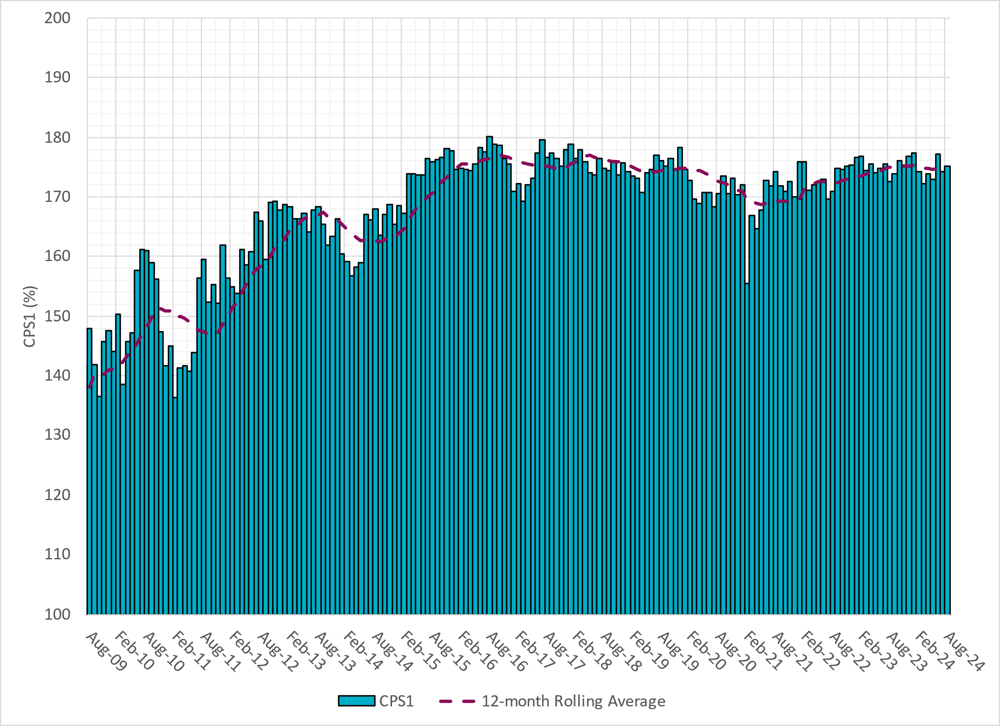 200
190
180
170
160
150
140
130
120
110
100
CPS1 (%)
Aug-09
Feb-10
Aug-10
Feb-11
Aug-11
Feb-12
Aug-12
Feb-13
Aug-13
Feb-14
Aug-14
Feb-15
Aug-15
Feb-16
Aug-16
Feb-17
Aug-17
Feb-18
Aug-18
Feb-19
Aug-19
Feb-20
Aug-20
Feb-21
Aug-21
Feb-22
Aug-22
Feb-23
Aug-23
Feb-24
Aug-24
CPS1
12-month Rolling Average